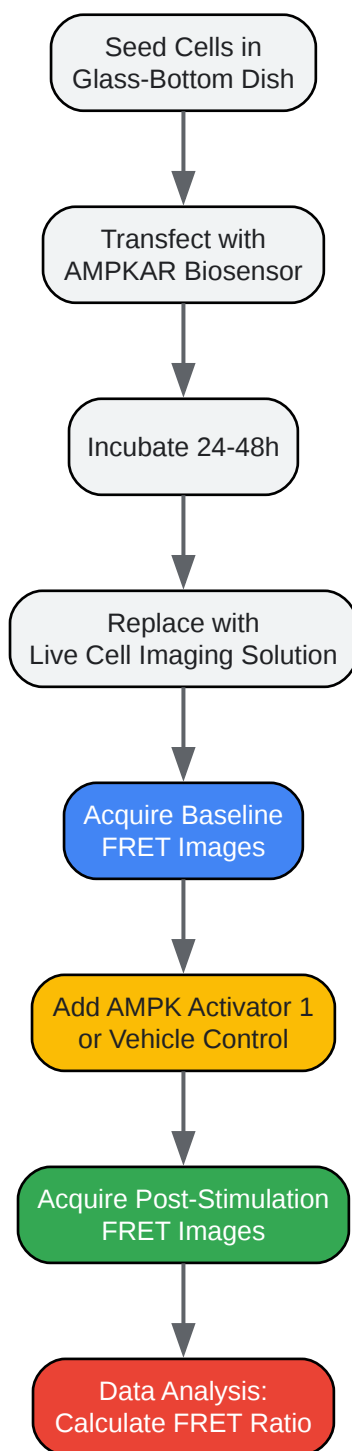 Seed Cells in
Glass-Bottom Dish
Transfect with
AMPKAR Biosensor
Incubate 24-48h
Replace with
Live Cell Imaging Solution
Acquire Baseline
FRET Images
Add AMPK Activator 1
or Vehicle Control
Acquire Post-Stimulation
FRET Images
Data Analysis:
Calculate FRET Ratio